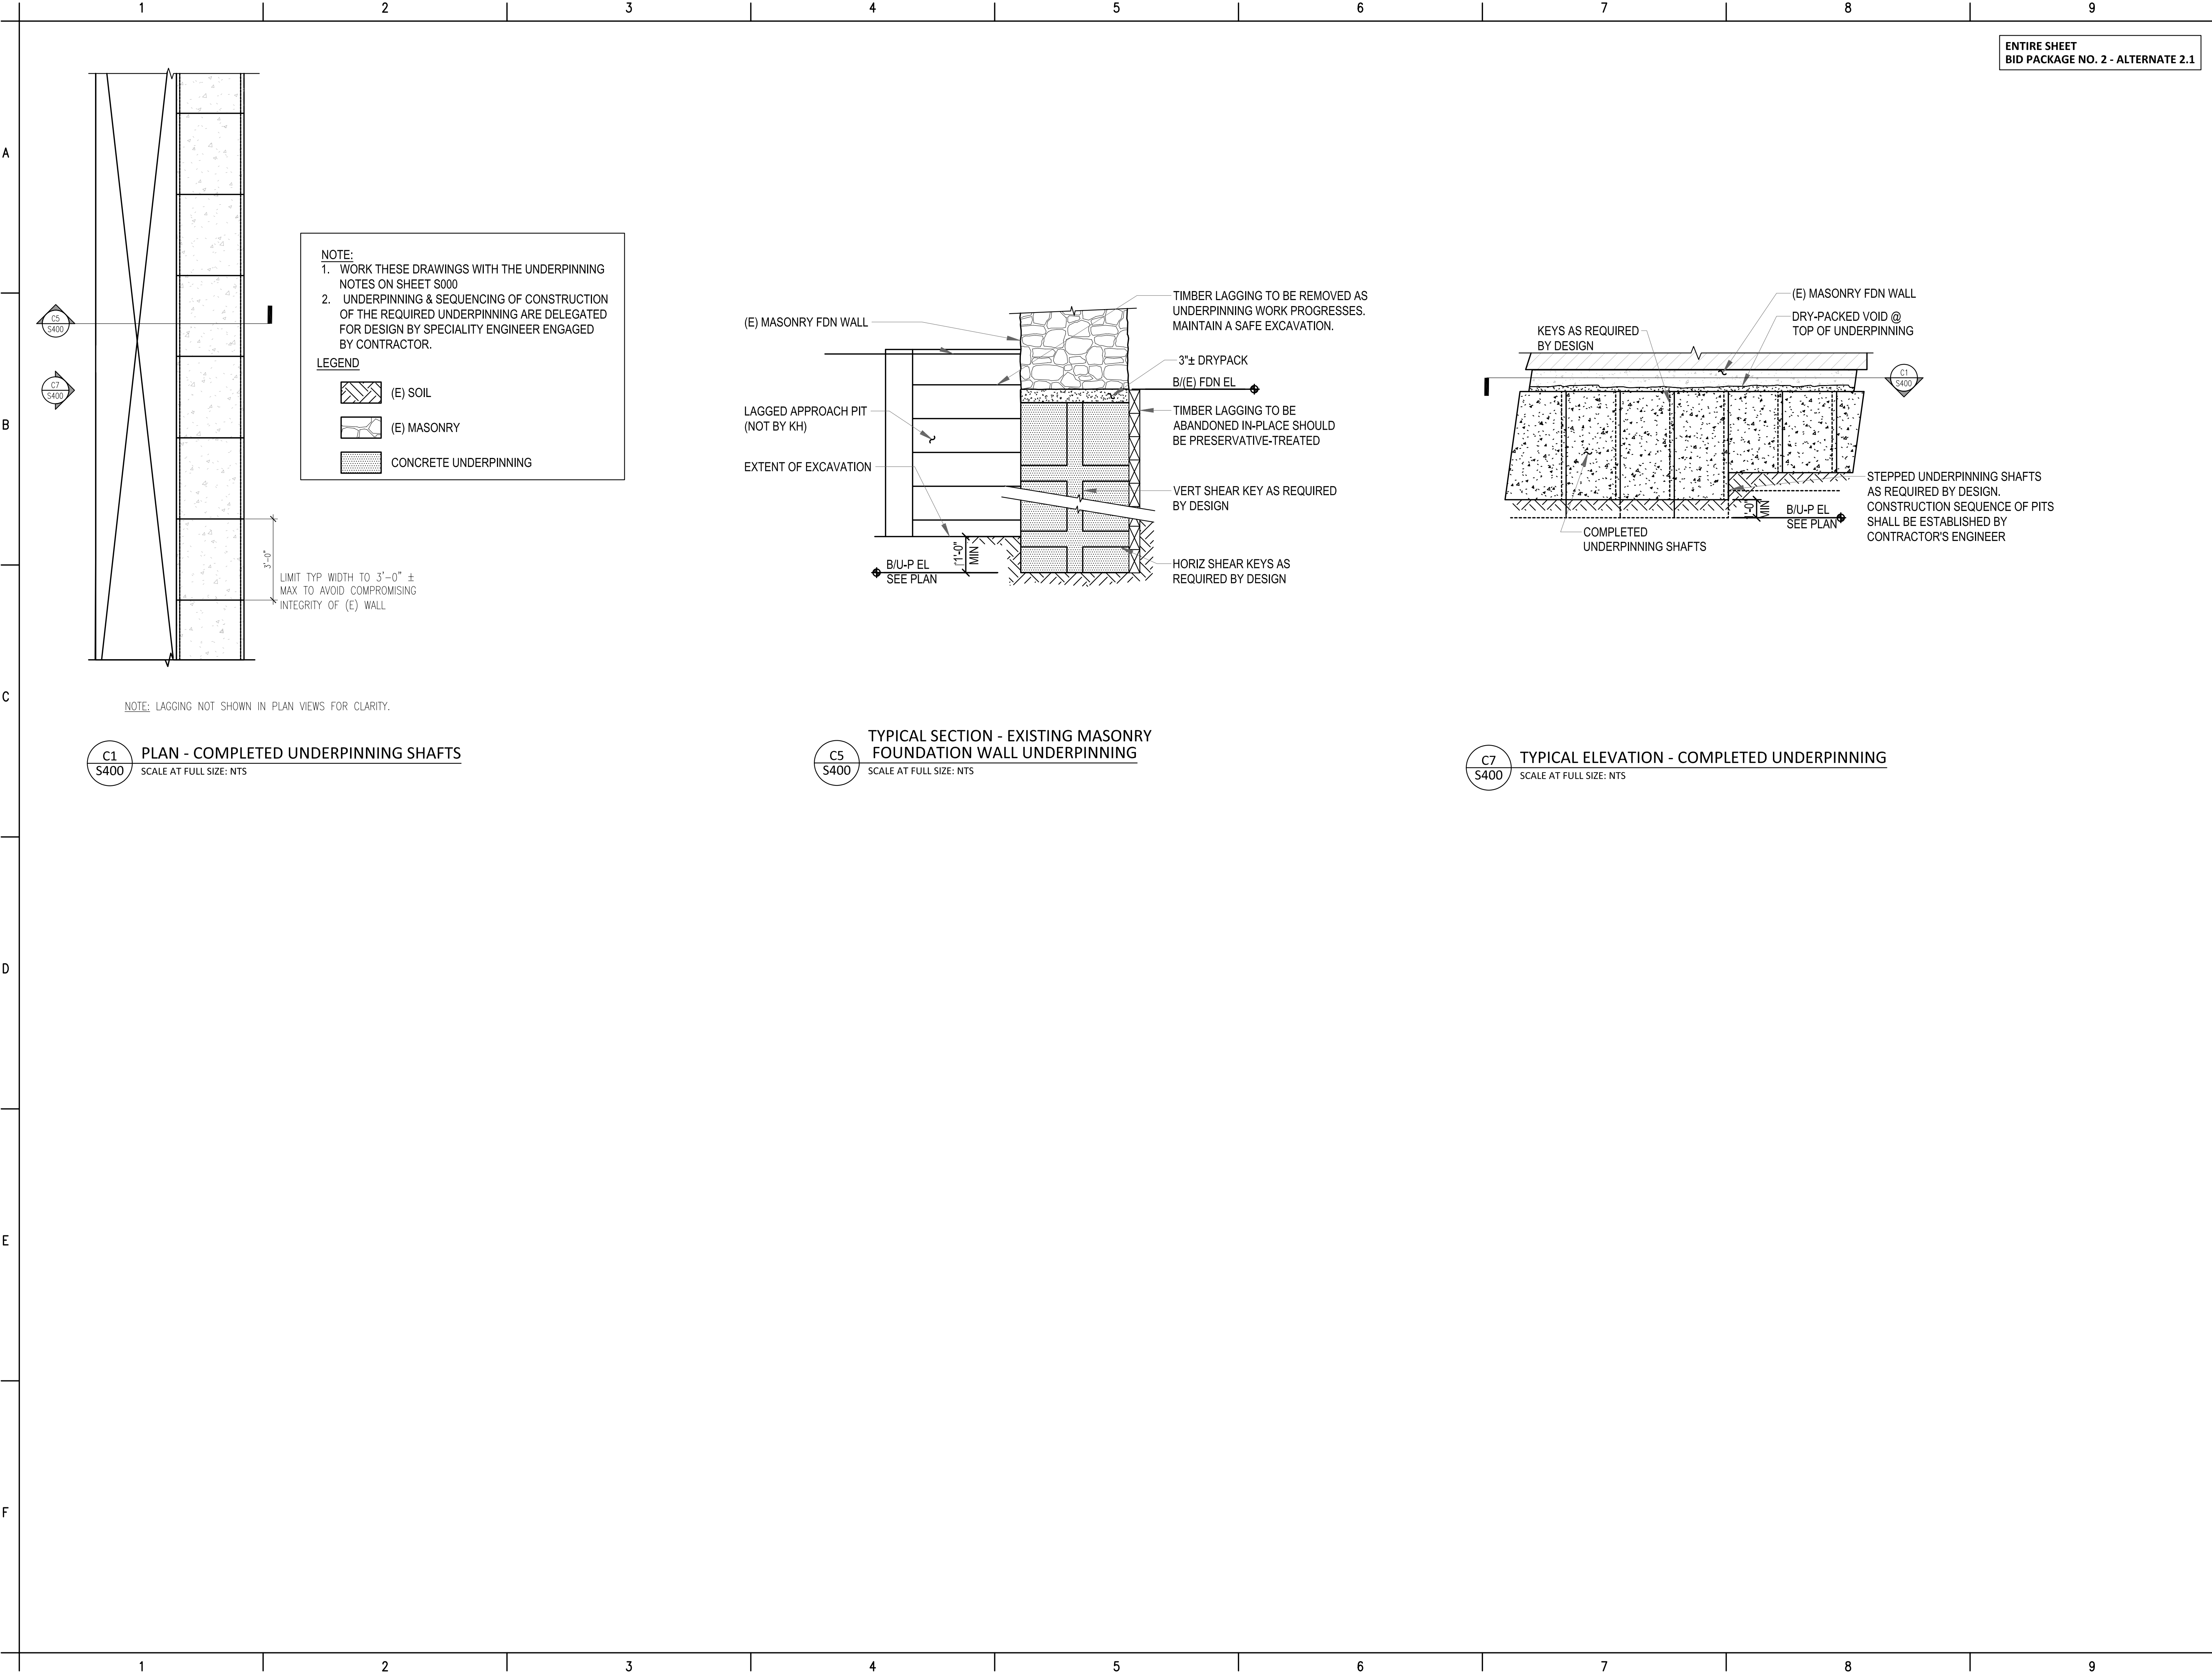 1 2 3 4 5 6 7 8 9
ENTIRE SHEET
BID PACKAGE NO. 2 - ALTERNATE 2.1
A
B
C
D
E
F
C5
S400
C7
S400
3'-0"
LIMIT TYP WIDTH TO 3'-0" ±
MAX TO AVOID COMPROMISING
INTEGRITY OF (E) WALL
NOTE: LAGGING NOT SHOWN IN PLAN VIEWS FOR CLARITY.
C1
S400
PLAN - COMPLETED UNDERPINNING SHAFTS
SCALE AT FULL SIZE: NTS
NOTE:
1. WORK THESE DRAWINGS WITH THE UNDERPINNING
NOTES ON SHEET S000
2. UNDERPINNING & SEQUENCING OF CONSTRUCTION
OF THE REQUIRED UNDERPINNING ARE DELEGATED
FOR DESIGN BY SPECIALITY ENGINEER ENGAGED
BY CONTRACTOR.
LEGEND
(E) SOIL
(E) MASONRY
CONCRETE UNDERPINNING
(E) MASONRY FDN WALL
LAGGED APPROACH PIT
(NOT BY KH)
EXTENT OF EXCAVATION
B/U-P EL
SEE PLAN
1'-0"
MIN
TIMBER LAGGING TO BE REMOVED AS
UNDERPINNING WORK PROGRESSES.
MAINTAIN A SAFE EXCAVATION.
3"± DRYPACK
B/(E) FDN EL
TIMBER LAGGING TO BE
ABANDONED IN-PLACE SHOULD
BE PRESERVATIVE-TREATED
VERT SHEAR KEY AS REQUIRED
BY DESIGN
HORIZ SHEAR KEYS AS
REQUIRED BY DESIGN
C5
S400
TYPICAL SECTION - EXISTING MASONRY
FOUNDATION WALL UNDERPINNING
SCALE AT FULL SIZE: NTS
KEYS AS REQUIRED
BY DESIGN
(E) MASONRY FDN WALL
DRY-PACKED VOID @
TOP OF UNDERPINNING
C1
S400
STEPPED UNDERPINNING SHAFTS
AS REQUIRED BY DESIGN.
CONSTRUCTION SEQUENCE OF PITS
SHALL BE ESTABLISHED BY
CONTRACTOR'S ENGINEER
1'-0"
MIN
B/U-P EL
SEE PLAN
COMPLETED
UNDERPINNING SHAFTS
C7
S400
TYPICAL ELEVATION - COMPLETED UNDERPINNING
SCALE AT FULL SIZE: NTS
1 2 3 4 5 6 7 8 9